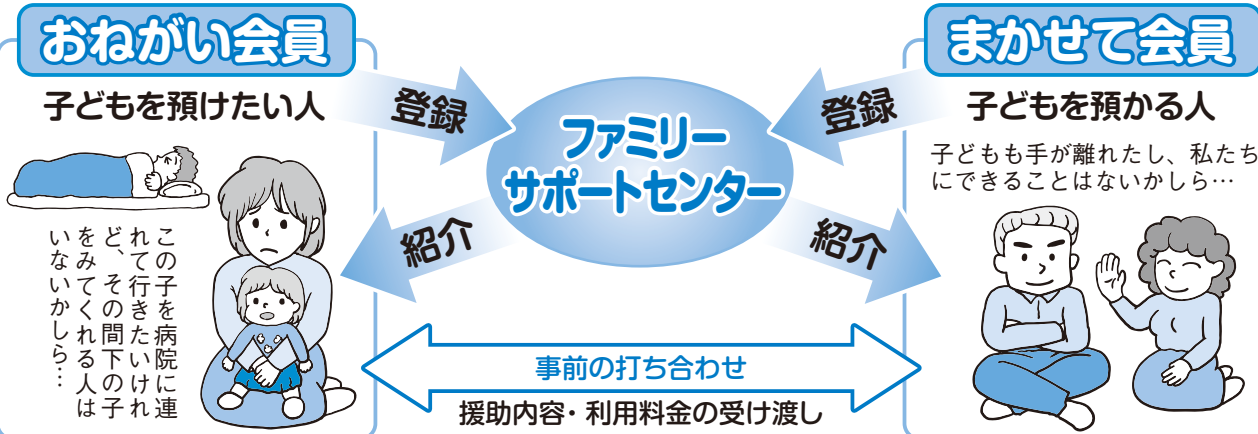 おねがい会員
子どもを預けたい人
この子を病院に連
れて行きたいけれ
ど、その間下の子
をみてくれる人は
いないかしら…
登録
紹介
ファミリー
サポートセンター
登録
紹介
事前の打ち合わせ
援助内容・利用料金の受け渡し
まかせて会員
子どもを預かる人
子どもも手が離れたし、私たち
にできることはないかしら…